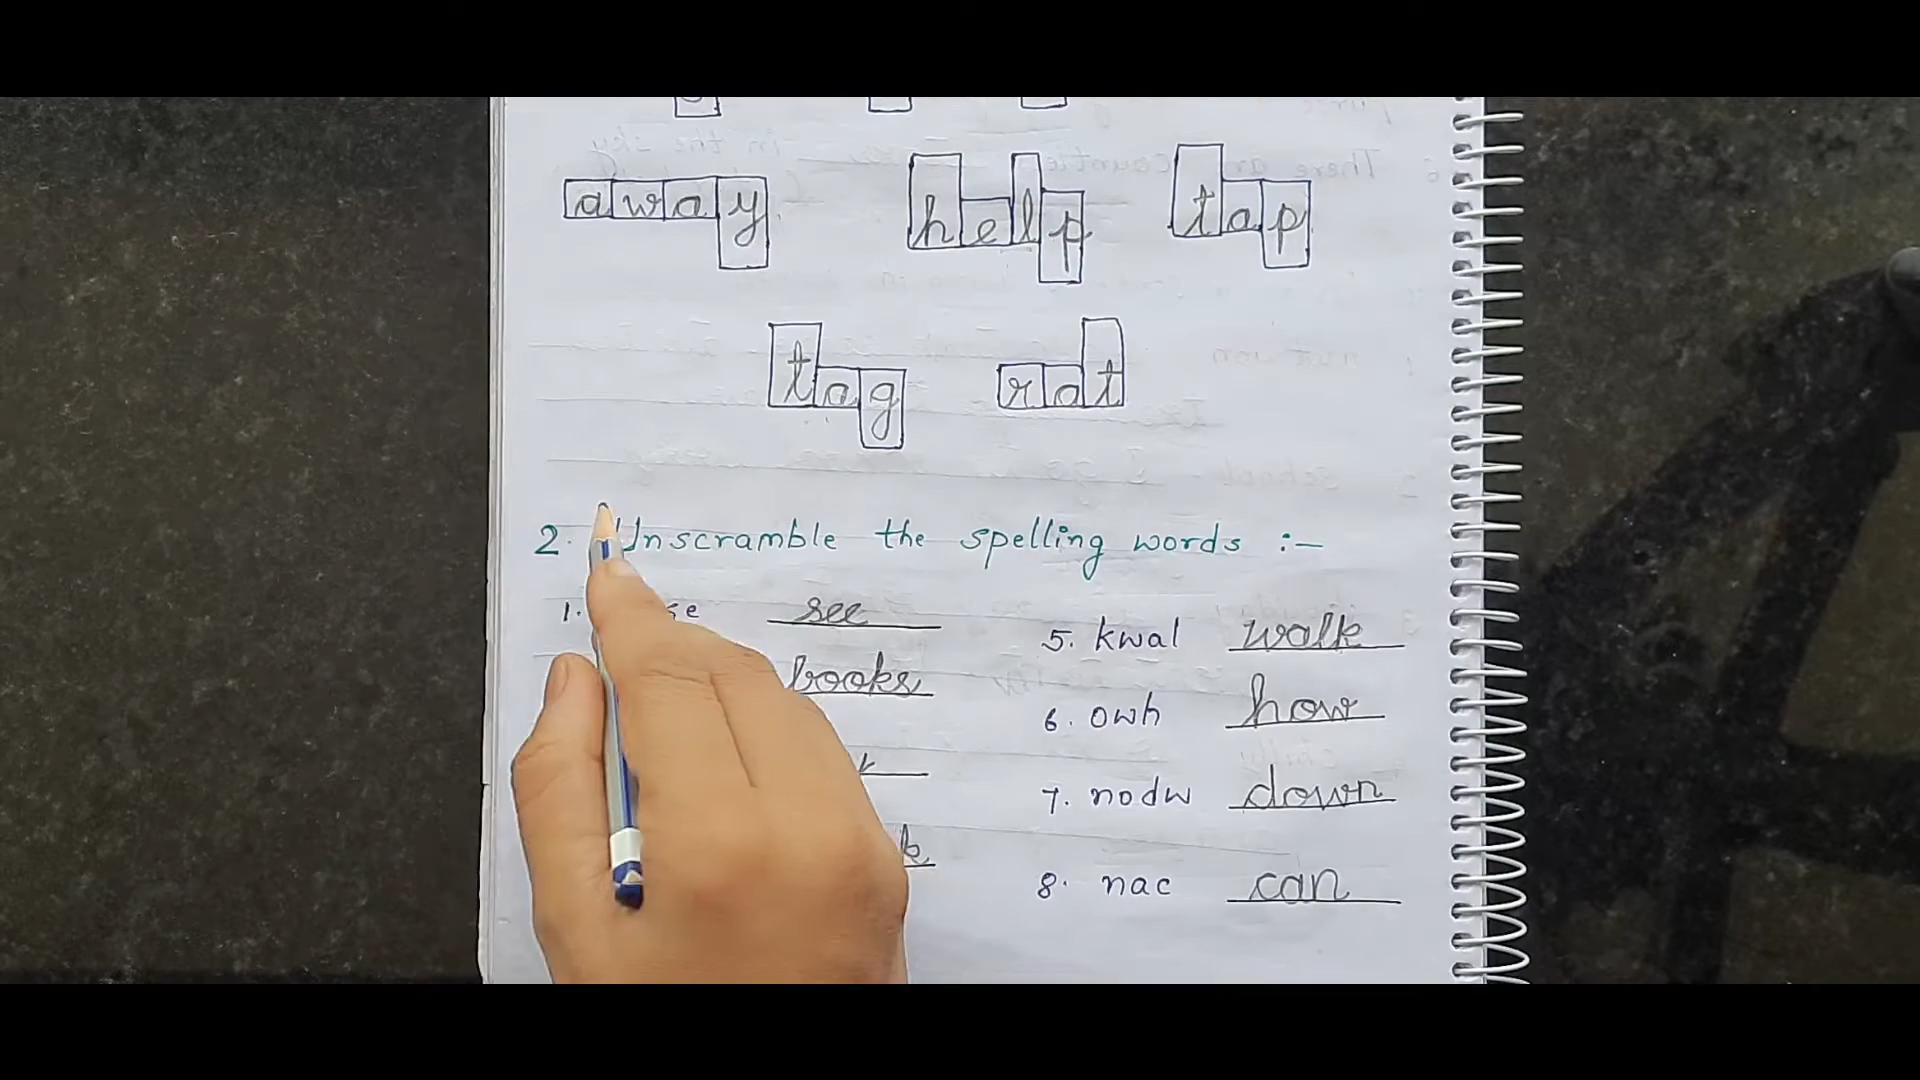 away help tap
tag rat
2. Unscramble the spelling words :-
1. se see
books
5. kwal walk
6. owh how
7. nodw down
8. nac can